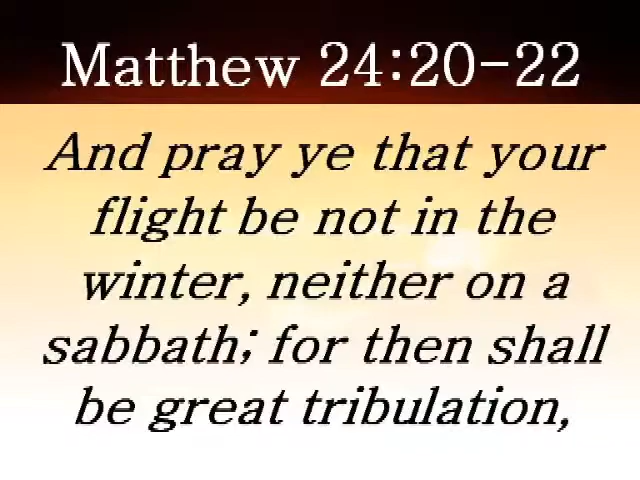 Matthew 24:20-22
And pray ye that your
flight be not in the
winter, neither on a
sabbath; for then shall
be great tribulation,